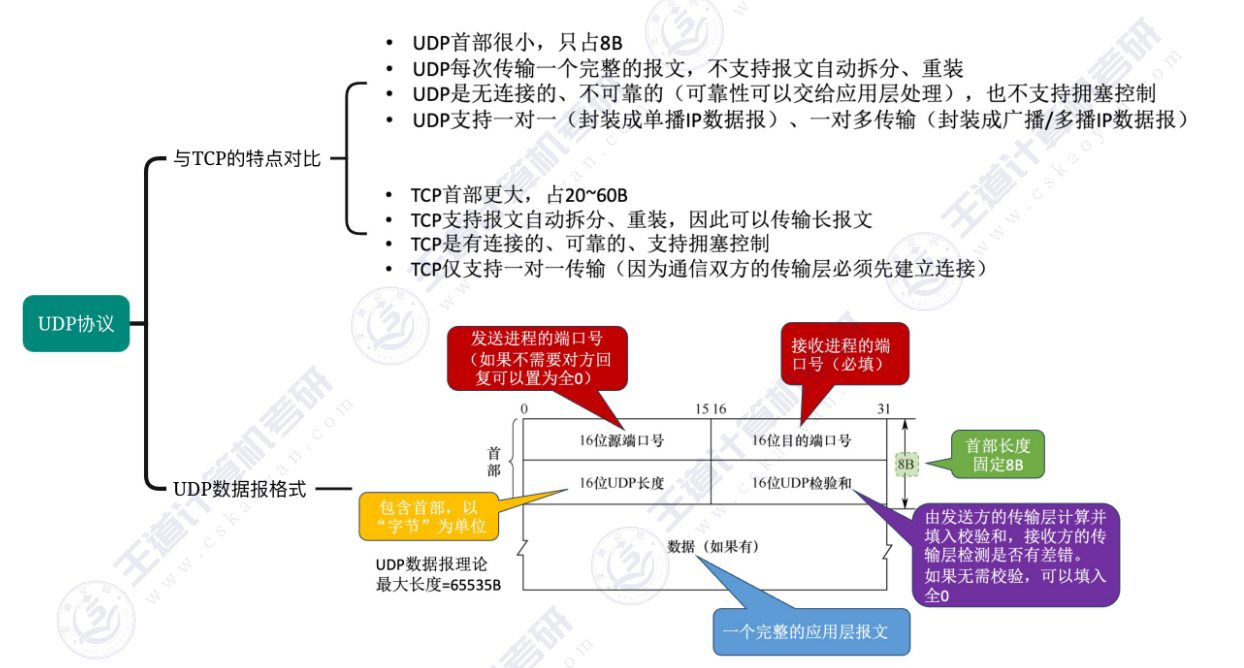 • UDP首部很小，只占8B
• UDP每次传输一个完整的报文，不支持报文自动拆分、重装
• UDP是无连接的、不可靠的（可靠性可以交给应用层处理），也不支持拥塞控制
• UDP支持一对一（封装成单播IP数据报）、一对多传输（封装成广播/多播IP数据报）
与TCP的特点对比
• TCP首部更大，占20~60B
• TCP支持报文自动拆分、重装，因此可以传输长报文
• TCP是有连接的、可靠的、支持拥塞控制
• TCP仅支持一对一传输（因为通信双方的传输层必须先建立连接）
UDP协议
发送进程的端口号
（如果不需要对方回
复可以置为全0）
接收进程的端
口号（必填）
0
15 16
31
首部
16位源端口号
16位目的端口号
16位UDP长度
16位UDP检验和
8B
首部长度
固定8B
UDP数据报格式
包含首部，以
“字节”为单位
由发送方的传输层计算并
填入校验和，接收方的传
输层检测是否有差错。
如果无需校验，可以填入
全0
数据（如果有）
UDP数据报理论
最大长度=65535B
一个完整的应用层报文
王道计算机考研
www.cskaoyan.com